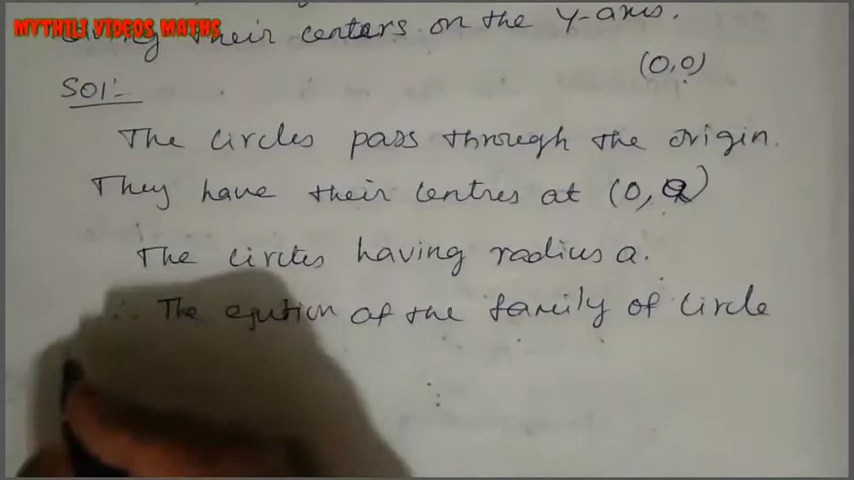 MYTHILI VIDEOS MATHS
their centers on the Y-axis.
(0,0)
Sol:-
The circles pass through the origin.
They have their centres at (0, a)
The circles having radius a.
∴ The eqution of the family of circle